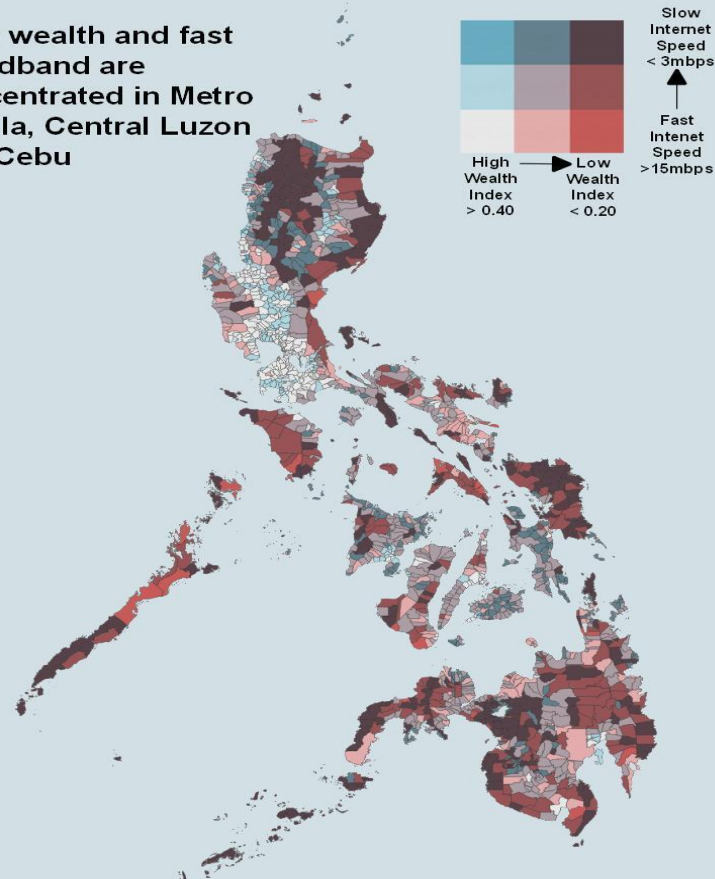 wealth and fast
dband are
centrated in Metro
la, Central Luzon
Cebu
Slow
Internet
Speed
< 3mbps
Fast
Intenet
Speed
>15mbps
High
Wealth
Index
> 0.40
Low
Wealth
Index
< 0.20